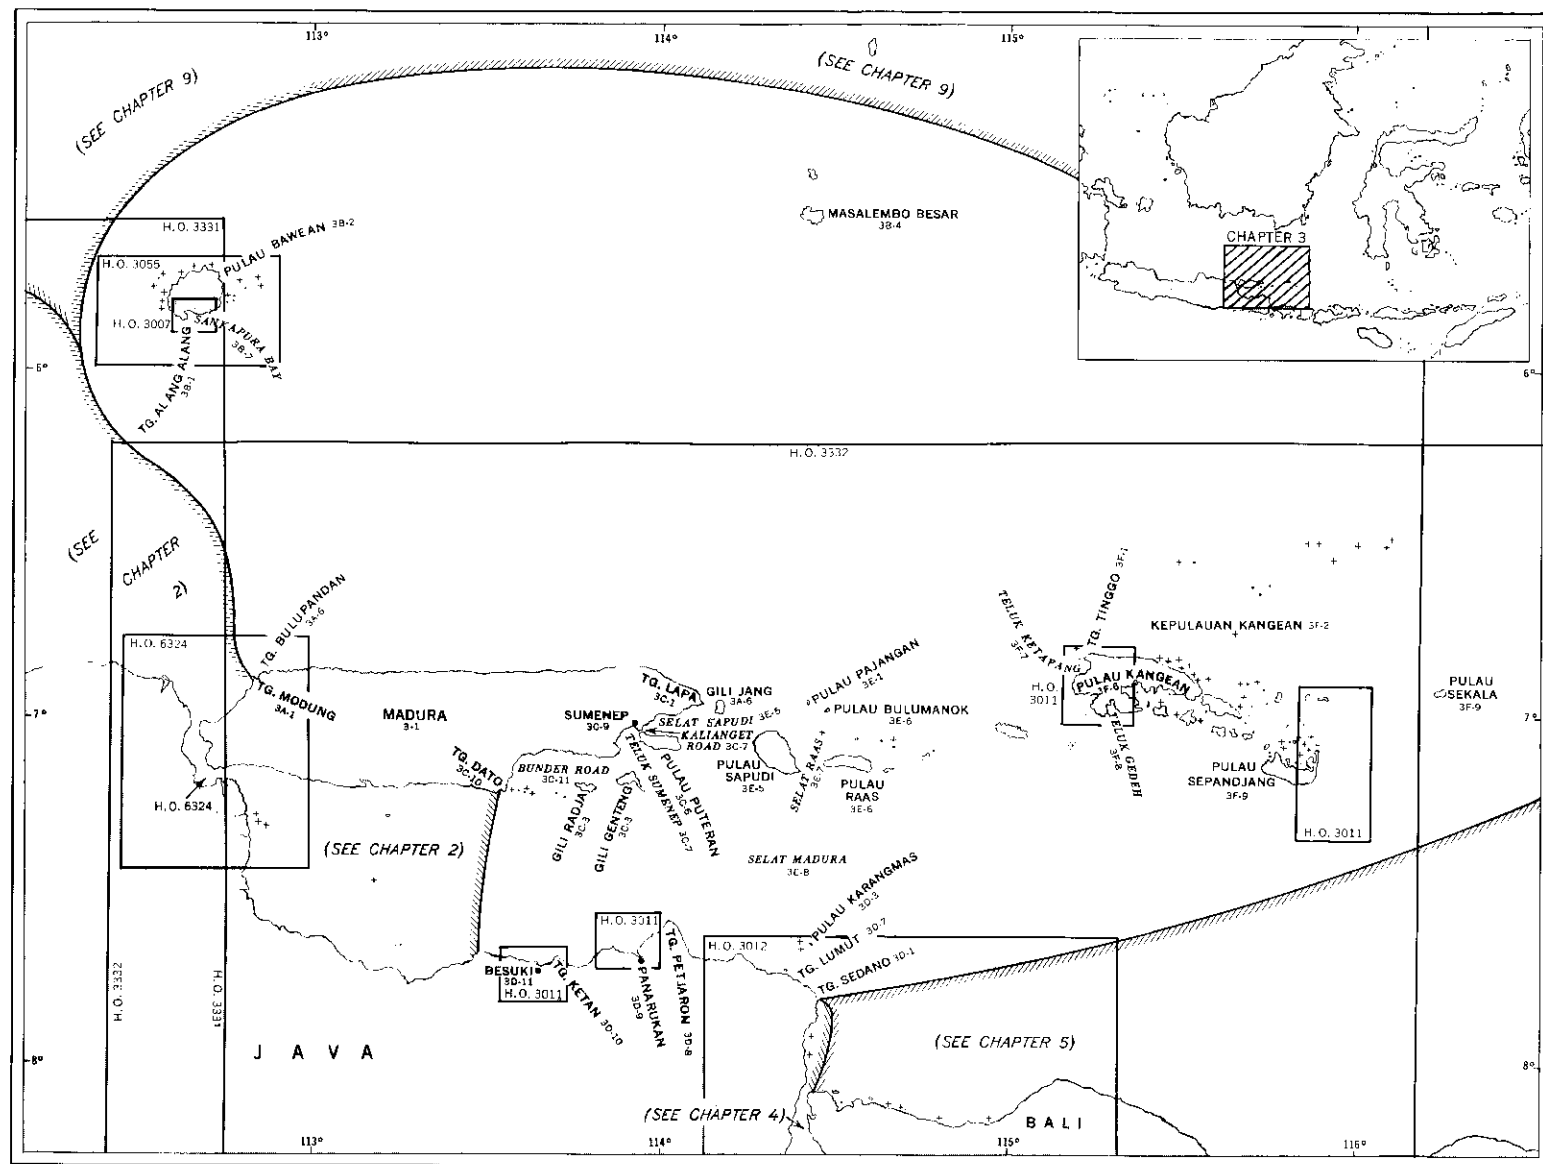 113°
114°
115°
(SEE CHAPTER 9)
(SEE CHAPTER 9)
CHAPTER 3
MASALEMBO BESAR
3B-4
H.O. 3331
PULAU BAWEAN 3B-2
H.O. 3055
H.O. 3007
SANKAPURA BAY
3B-7
TG. ALANG ALANG
3B-1
6°
6°
H.O. 3332
(SEE
CHAPTER
2)
TG. BULUPANDAN
3A-6
H.O. 6324
TG. MODUNG
3A-1
MADURA
3-1
TG. LAPA
3C-1
GILI JANG
3A-6
SUMENEP
3C-9
SELAT SAPUDI 3E-5
KALIANGET
ROAD 3C-7
PULAU PAJANGAN
3E-1
PULAU BULUMANOK
3E-6
TELUK KETAPANG
3F-7
TG. TINGGO 3F-1
KEPULAUAN KANGEAN 3F-2
H.O.
3011
PULAU KANGEAN
3F-6
TELUK GEDEH
3F-8
PULAU
SEKALA
3F-9
7°
7°
TG. DATO
3C-10
BUNDER ROAD
3C-11
PULAU
SAPUDI
3E-5
SELAT RAAS
3E-7
PULAU
RAAS
3E-6
PULAU
SEPANDJANG
3F-9
H.O. 6324
GILI RADJA
3C-3
GILI GENTENG
3C-3
TELUK SUMENEP 3C-7
PULAU PUTERAN
3C-6
H.O. 3011
(SEE CHAPTER 2)
SELAT MADURA
3E-8
PULAU KARANGMAS
3D-3
H.O. 3011
H.O. 3012
TG. LUMUT 3D-7
TG. SEDANO 3D-1
BESUKI
3D-11
H.O. 3011
TG. KETAN 3D-10
PANARUKAN
3D-9
TG. PETJARON 3D-8
H.O. 3332
H.O. 3331
JAVA
(SEE CHAPTER 5)
8°
8°
(SEE CHAPTER 4)
BALI
113°
114°
115°
116°